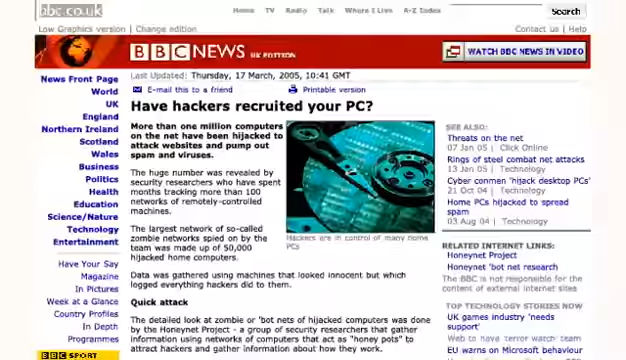 bbc.co.uk
Home TV Radio Talk Where I Live A-Z Index
Search
Low Graphics version | Change edition
Contact us | Help
BBC NEWS UK EDITION
WATCH BBC NEWS IN VIDEO
Last Updated: Thursday, 17 March, 2005, 10:41 GMT
E-mail this to a friend
Printable version
Have hackers recruited your PC?
More than one million computers
on the net have been hijacked to
attack websites and pump out
spam and viruses.
The huge number was revealed by
security researchers who have spent
months tracking more than 100
networks of remotely-controlled
machines.
The largest network of so-called
zombie networks spied on by the
team was made up of 50,000
hijacked home computers.
Hackers are in control of many home
PCs
Data was gathered using machines that looked innocent but which
logged everything hackers did to them.
Quick attack
The detailed look at zombie or 'bot nets of hijacked computers was done
by the Honeynet Project - a group of security researchers that gather
information using networks of computers that act as "honey pots" to
attract hackers and gather information about how they work.
News Front Page
World
UK
England
Northern Ireland
Scotland
Wales
Business
Politics
Health
Education
Science/Nature
Technology
Entertainment
Have Your Say
Magazine
In Pictures
Week at a Glance
Country Profiles
In Depth
Programmes
BBC SPORT
SEE ALSO:
Threats on the net
07 Jan 05 | Click Online
Rings of steel combat net attacks
13 Jan 05 | Technology
Cyber conmen 'hijack desktop PCs'
21 Oct 04 | Technology
Home PCs hijacked to spread
spam
03 Aug 04 | Technology
RELATED INTERNET LINKS:
Honeynet Project
Honeynet 'bot net research
The BBC is not responsible for the
content of external internet sites
TOP TECHNOLOGY STORIES NOW
UK games industry 'needs
support'
Web to have 'terror watch' team
EU warns on Microsoft behaviour